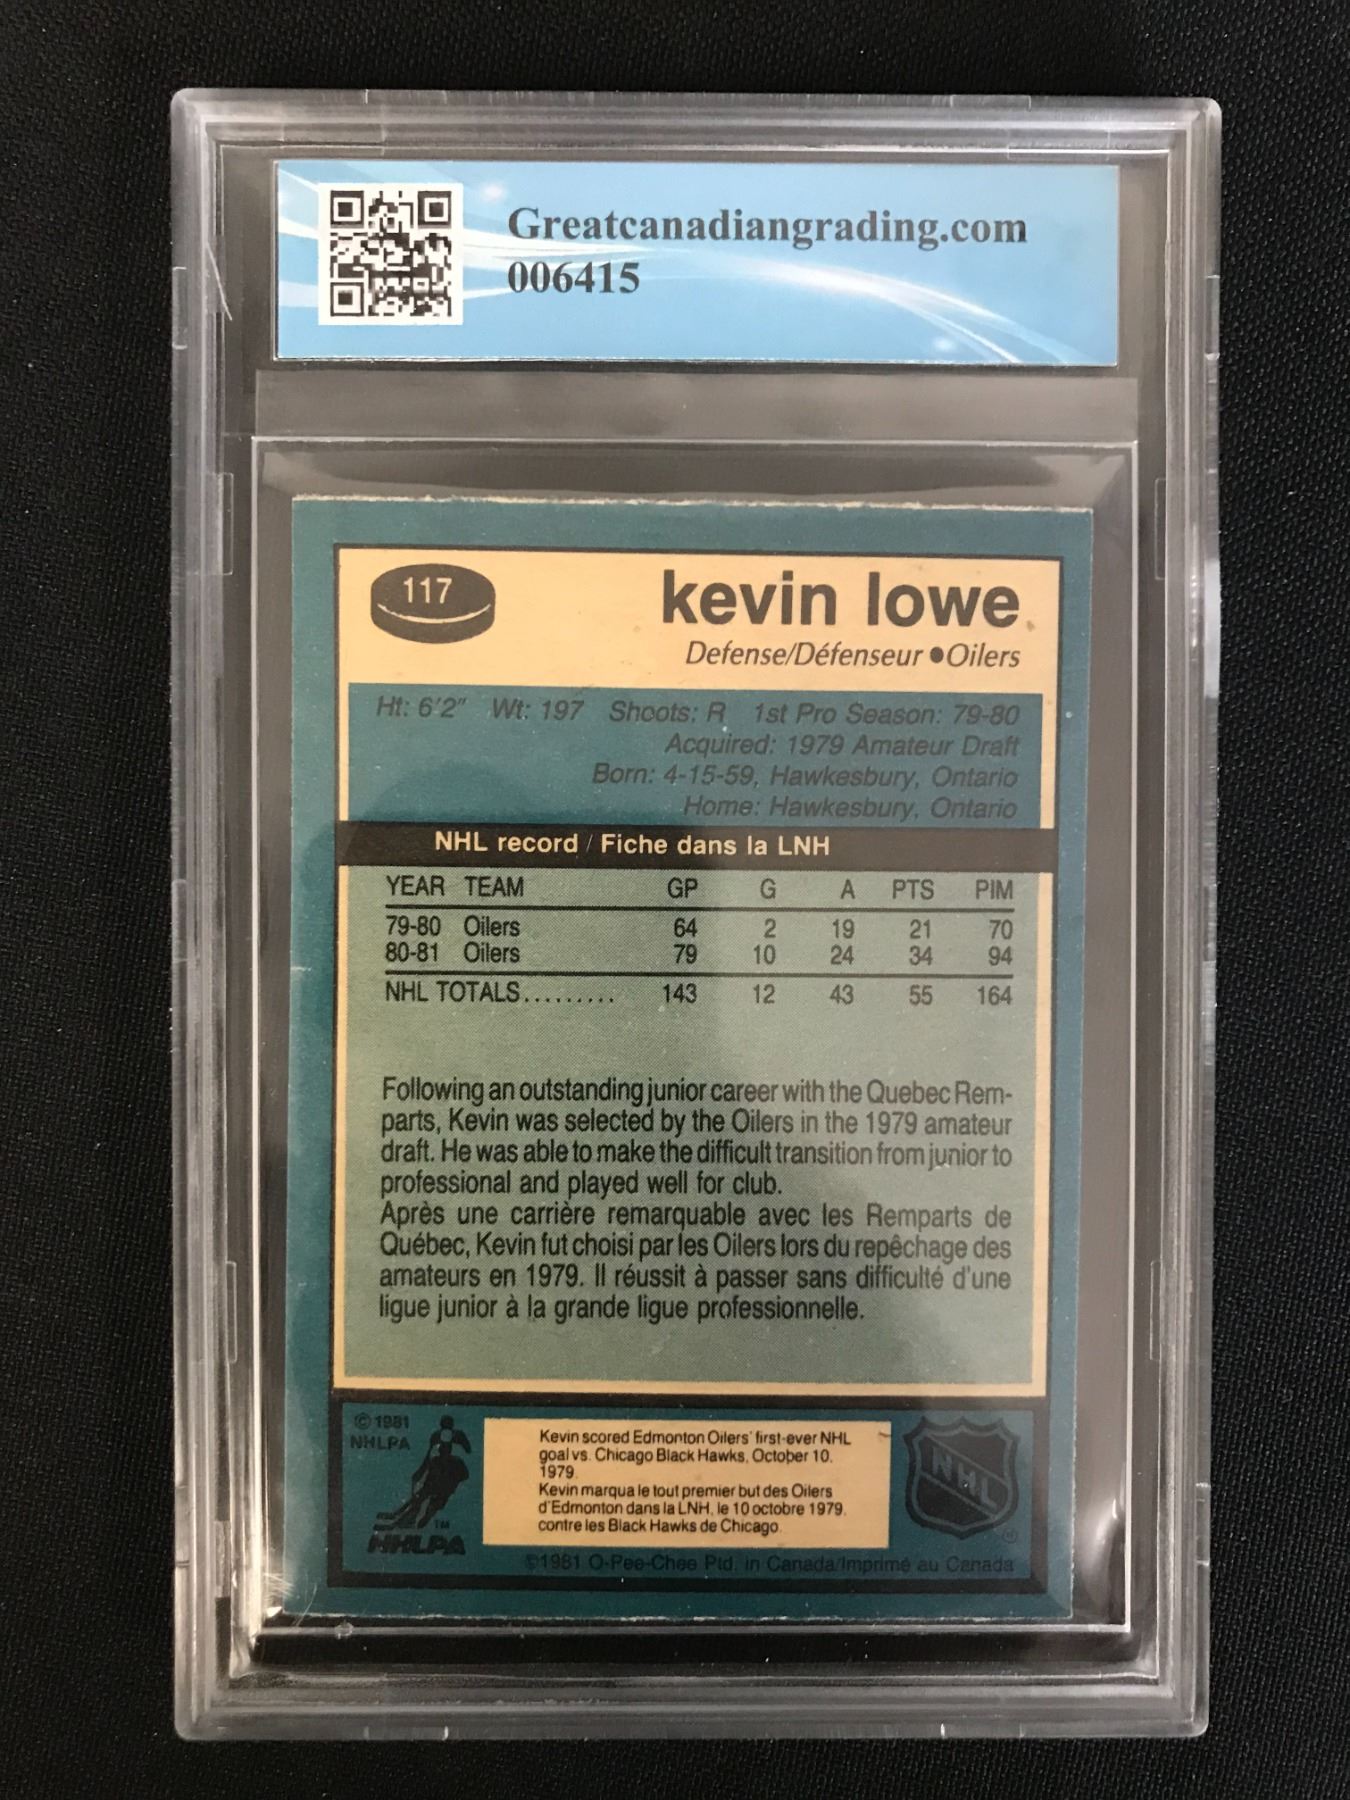 Greatcanadiangrading.com
006415
117
kevin lowe
Defense/Défenseur ● Oilers
Ht: 6'2" Wt: 197 Shoots: R 1st Pro Season: 79-80
Acquired: 1979 Amateur Draft
Born: 4-15-59, Hawkesbury, Ontario
Home: Hawkesbury, Ontario
NHL record / Fiche dans la LNH
YEAR TEAM GP G A PTS PIM
79-80 Oilers 64 2 19 21 70
80-81 Oilers 79 10 24 34 94
NHL TOTALS......... 143 12 43 55 164
Following an outstanding junior career with the Quebec Rem-
parts, Kevin was selected by the Oilers in the 1979 amateur
draft. He was able to make the difficult transition from junior to
professional and played well for club.
Après une carrière remarquable avec les Remparts de
Québec, Kevin fut choisi par les Oilers lors du repêchage des
amateurs en 1979. Il réussit à passer sans difficulté d'une
ligue junior à la grande ligue professionnelle.
© 1981
NHLPA
Kevin scored Edmonton Oilers' first-ever NHL
goal vs. Chicago Black Hawks, October 10,
1979.
Kevin marqua le tout premier but des Oilers
d'Edmonton dans la LNH, le 10 octobre 1979,
contre les Black Hawks de Chicago.
TM
NHLPA
NHL
©1981 O-Pee-Chee Ptd. in Canada/Imprimé au Canada